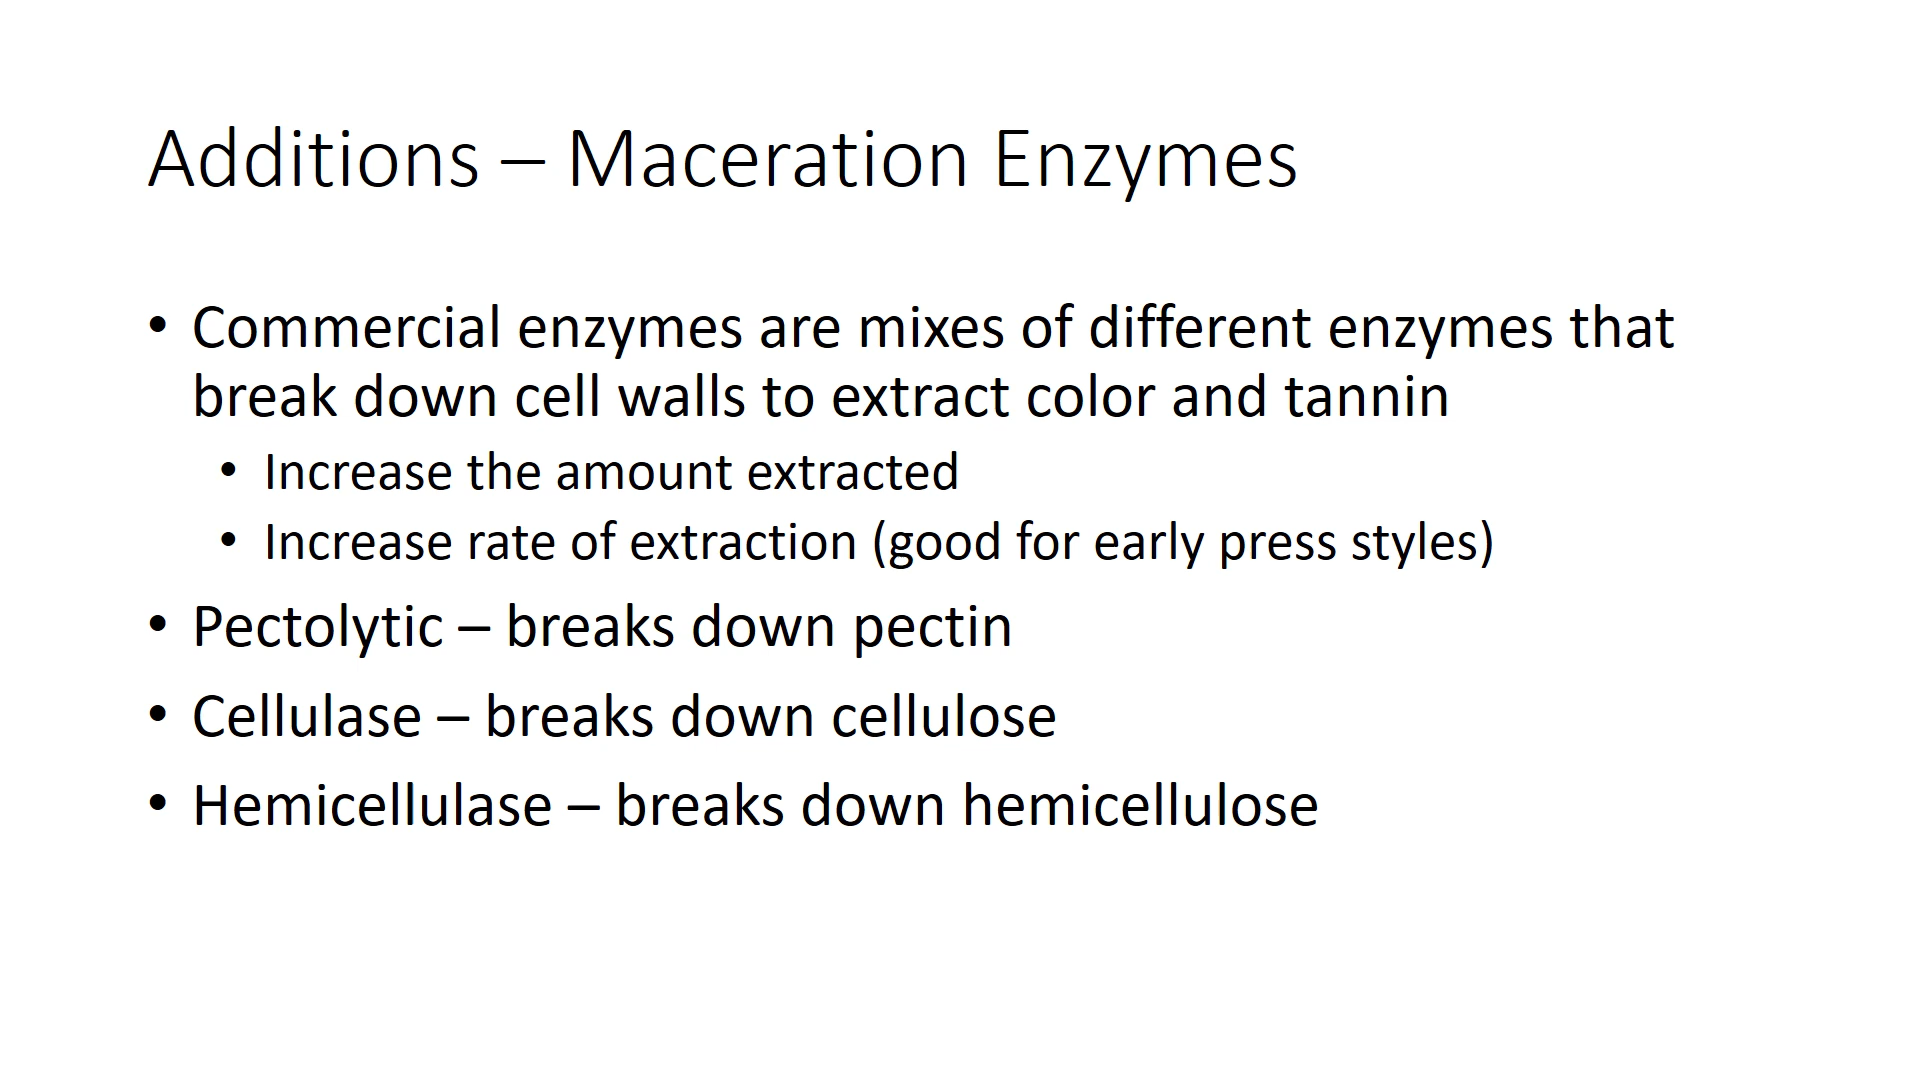 Additions – Maceration Enzymes
• Commercial enzymes are mixes of different enzymes that
break down cell walls to extract color and tannin
• Increase the amount extracted
• Increase rate of extraction (good for early press styles)
• Pectolytic – breaks down pectin
• Cellulase – breaks down cellulose
• Hemicellulase – breaks down hemicellulose